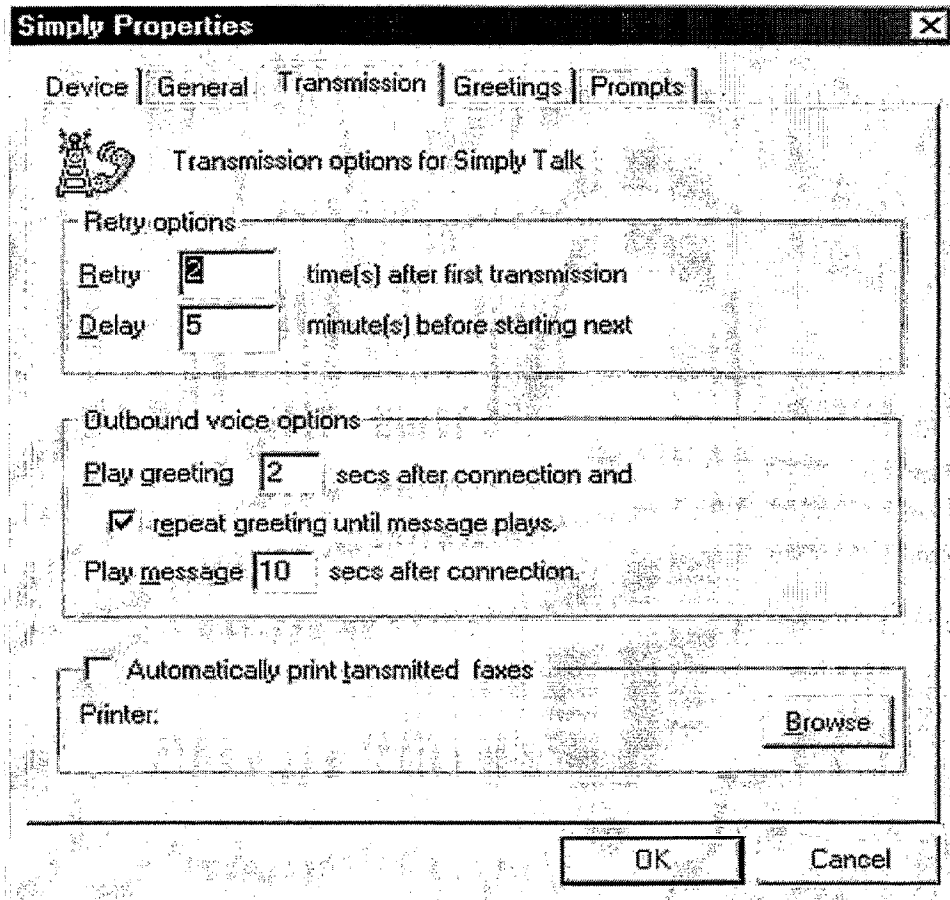 Simply Properties
Device General Transmission Greetings Prompts
Transmission options for Simply Talk
Retry options
Retry 2 time(s) after first transmission
Delay 5 minute(s) before starting next
Outbound voice options
Play greeting 2 secs after connection and
repeat greeting until message plays.
Play message 10 secs after connection.
Automatically print tansmitted faxes
Printer:
Browse
OK Cancel